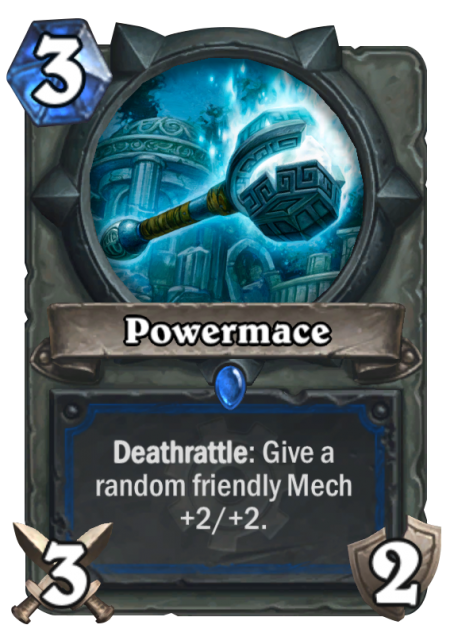 3
Powermace
Deathrattle: Give a
random friendly Mech
+2/+2.
3
2